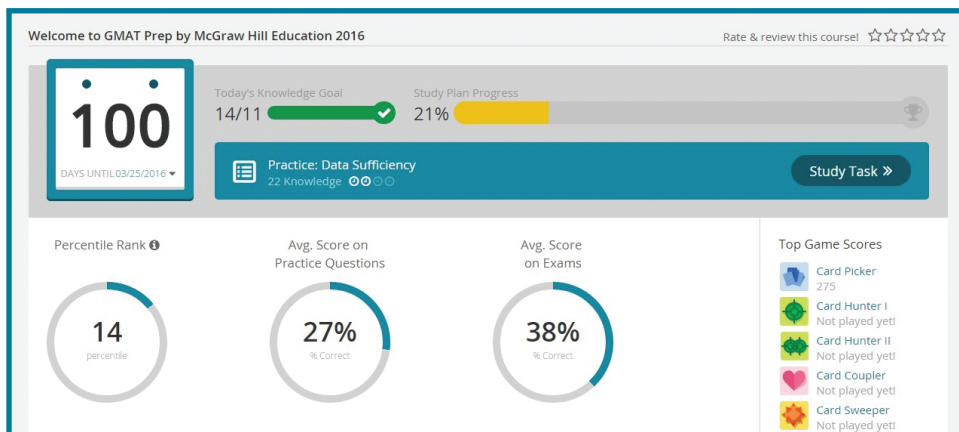 Welcome to GMAT Prep by McGraw Hill Education 2016
Rate & review this course!
100
DAYS UNTIL 03/25/2016
Today's Knowledge Goal
14/11
Study Plan Progress
21%
Practice: Data Sufficiency
22 Knowledge
Study Task »
Percentile Rank
14
percentile
Avg. Score on
Practice Questions
27%
% Correct
Avg. Score
on Exams
38%
% Correct
Top Game Scores
Card Picker
275
Card Hunter I
Not played yet!
Card Hunter II
Not played yet!
Card Coupler
Not played yet!
Card Sweeper
Not played yet!